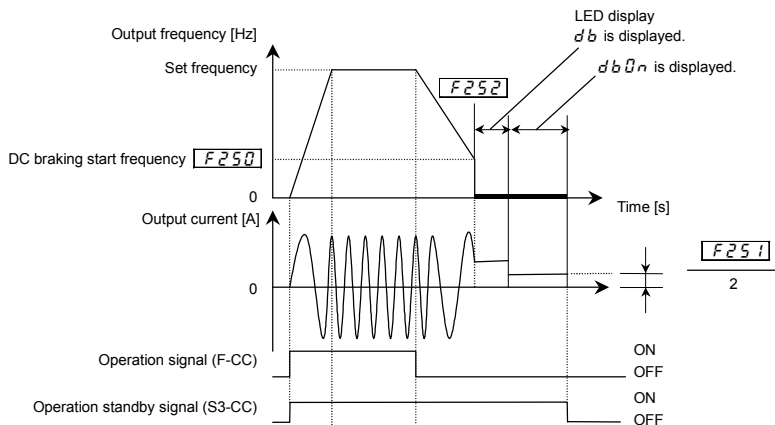 LED display
db is displayed.
Output frequency [Hz]
Set frequency
F252
dbOn is displayed.
DC braking start frequency F250
0
Time [s]
Output current [A]
F251
2
0
Operation signal (F-CC)
ON
OFF
Operation standby signal (S3-CC)
ON
OFF